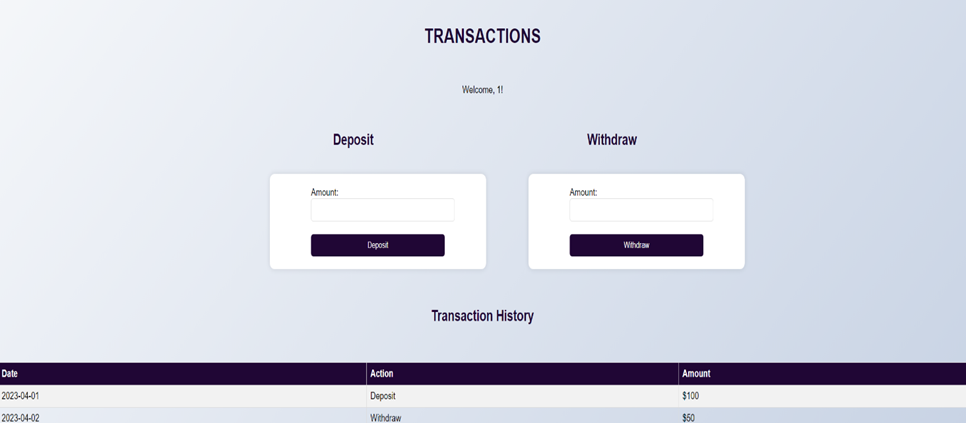 TRANSACTIONS
Welcome, 1!
Deposit
Withdraw
Amount:
Amount:
Deposit
Withdraw
Transaction History
Date Action Amount
2023-04-01 Deposit $100
2023-04-02 Withdraw $50